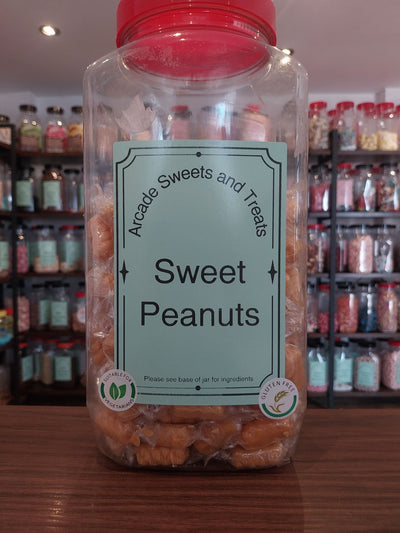 Arcade Sweets and Treats
Sweet
Peanuts
Please see base of jar for ingredients
SUITABLE FOR
VEGETARIANS
GLUTEN FREE